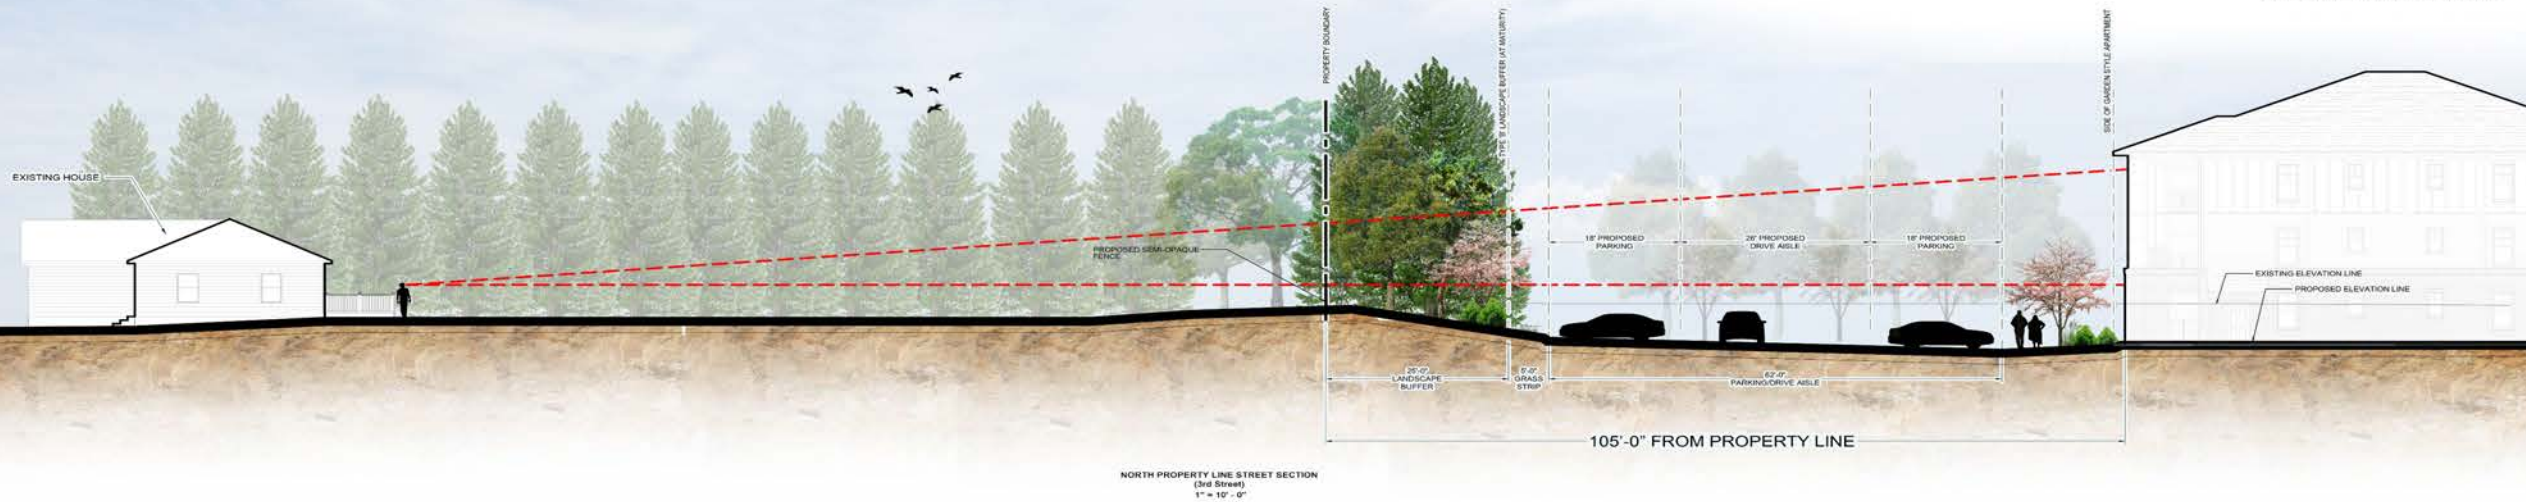 PROPERTY BOUNDARY
TYPE 'B' LANDSCAPE BUFFER (AT MATURITY)
SIDE OF GARDEN STYLE APARTMENT
EXISTING HOUSE
PROPOSED SEMI-OPAQUE
FENCE
18' PROPOSED
PARKING
26' PROPOSED
DRIVE AISLE
18' PROPOSED
PARKING
EXISTING ELEVATION LINE
PROPOSED ELEVATION LINE
LANDSCAPE
BUFFER
5'-0"
GRASS
STRIP
62'-0"
PARKING/DRIVE AISLE
105'-0" FROM PROPERTY LINE
NORTH PROPERTY LINE STREET SECTION
(3rd Street)
1" = 10' - 0"